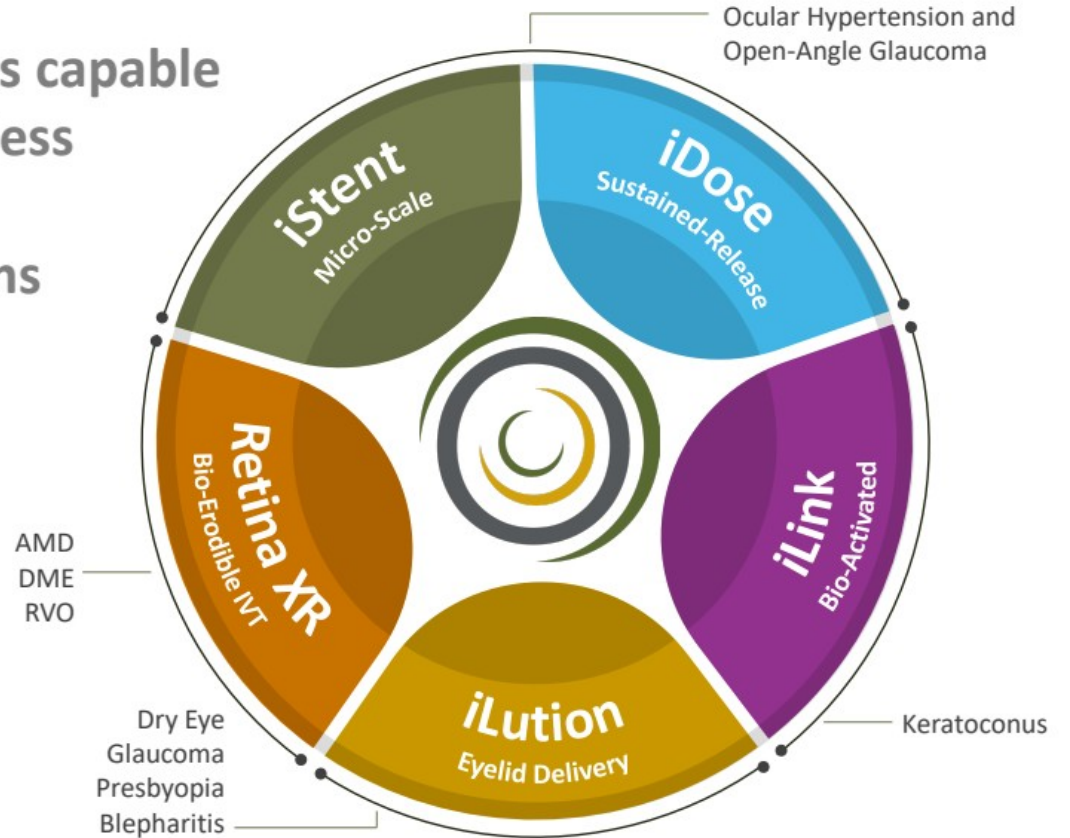 Ocular Hypertension and
Open-Angle Glaucoma
s capable
ess
ns
iStent
Micro-Scale
iDose
Sustained-Release
Retina XR
Bio-Erodible IVT
iLink
Bio-Activated
AMD
DME
RVO
iLution
Eyelid Delivery
Dry Eye
Glaucoma
Presbyopia
Blepharitis
Keratoconus